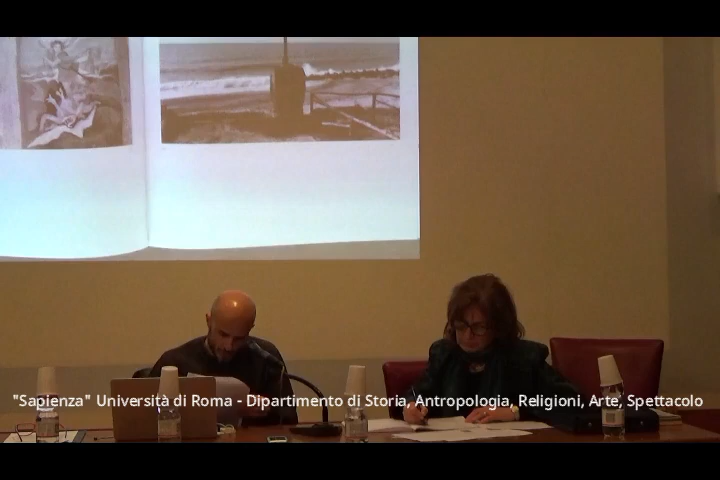 "Sapienza" Università di Roma - Dipartimento di Storia, Antropologia, Religioni, Arte, Spettacolo